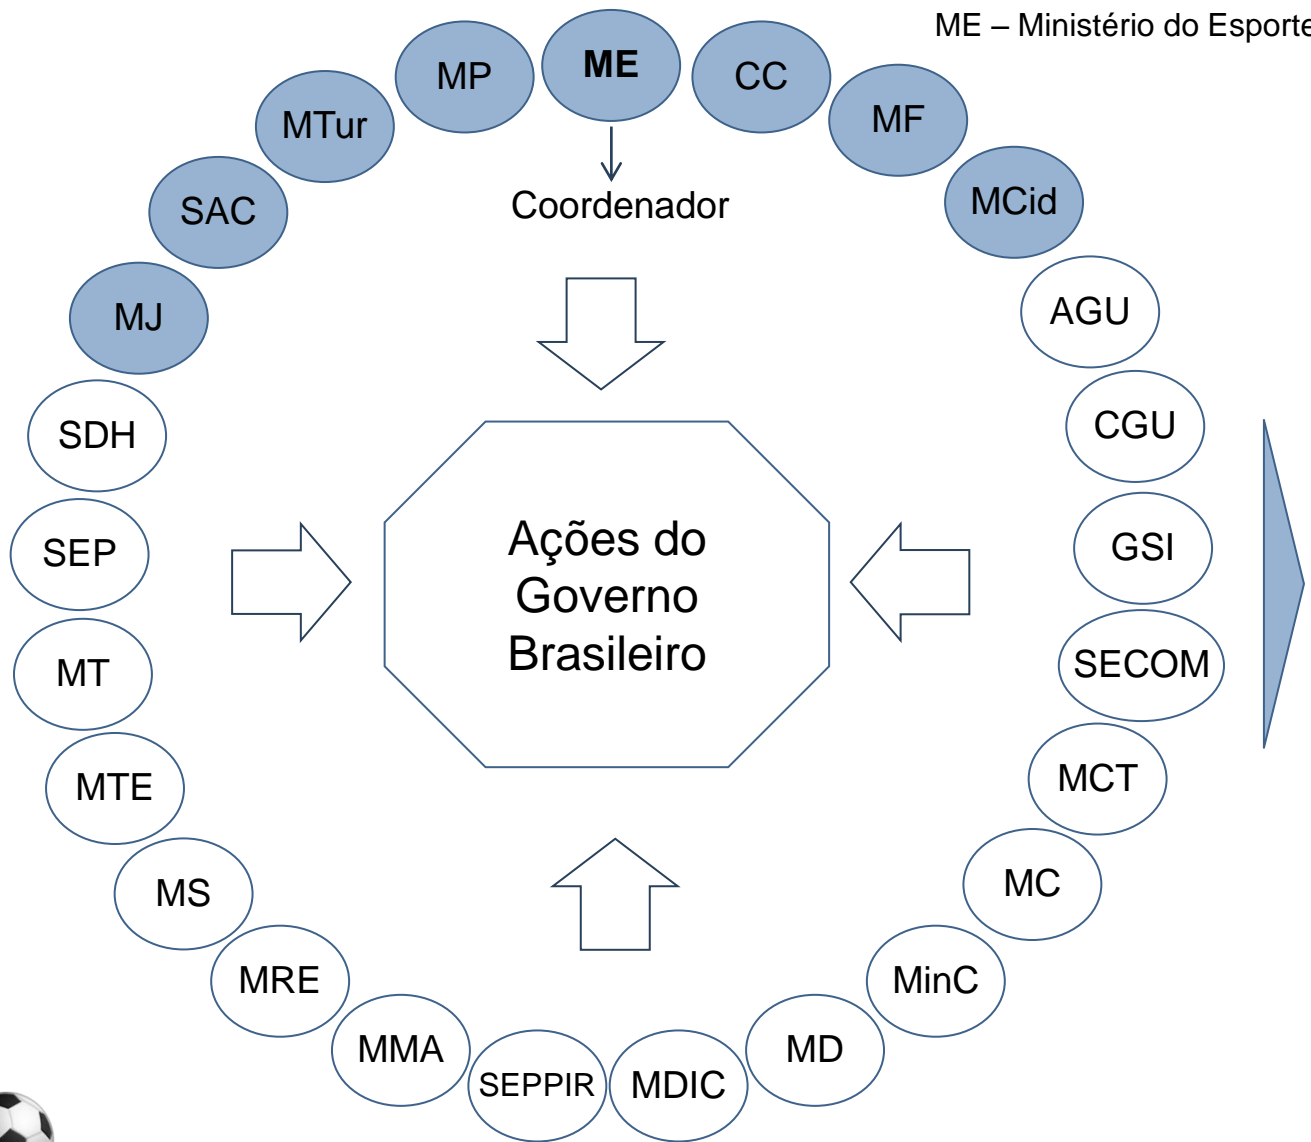 ME – Ministério do Esporte
ME
CC
MF
MCid
AGU
CGU
GSI
SECOM
MCT
MC
MinC
MD
MDIC
SEPPIR
MMA
MRE
MS
MTE
MT
SEP
SDH
MJ
SAC
MTur
MP
Coordenador
Ações do
Governo
Brasileiro